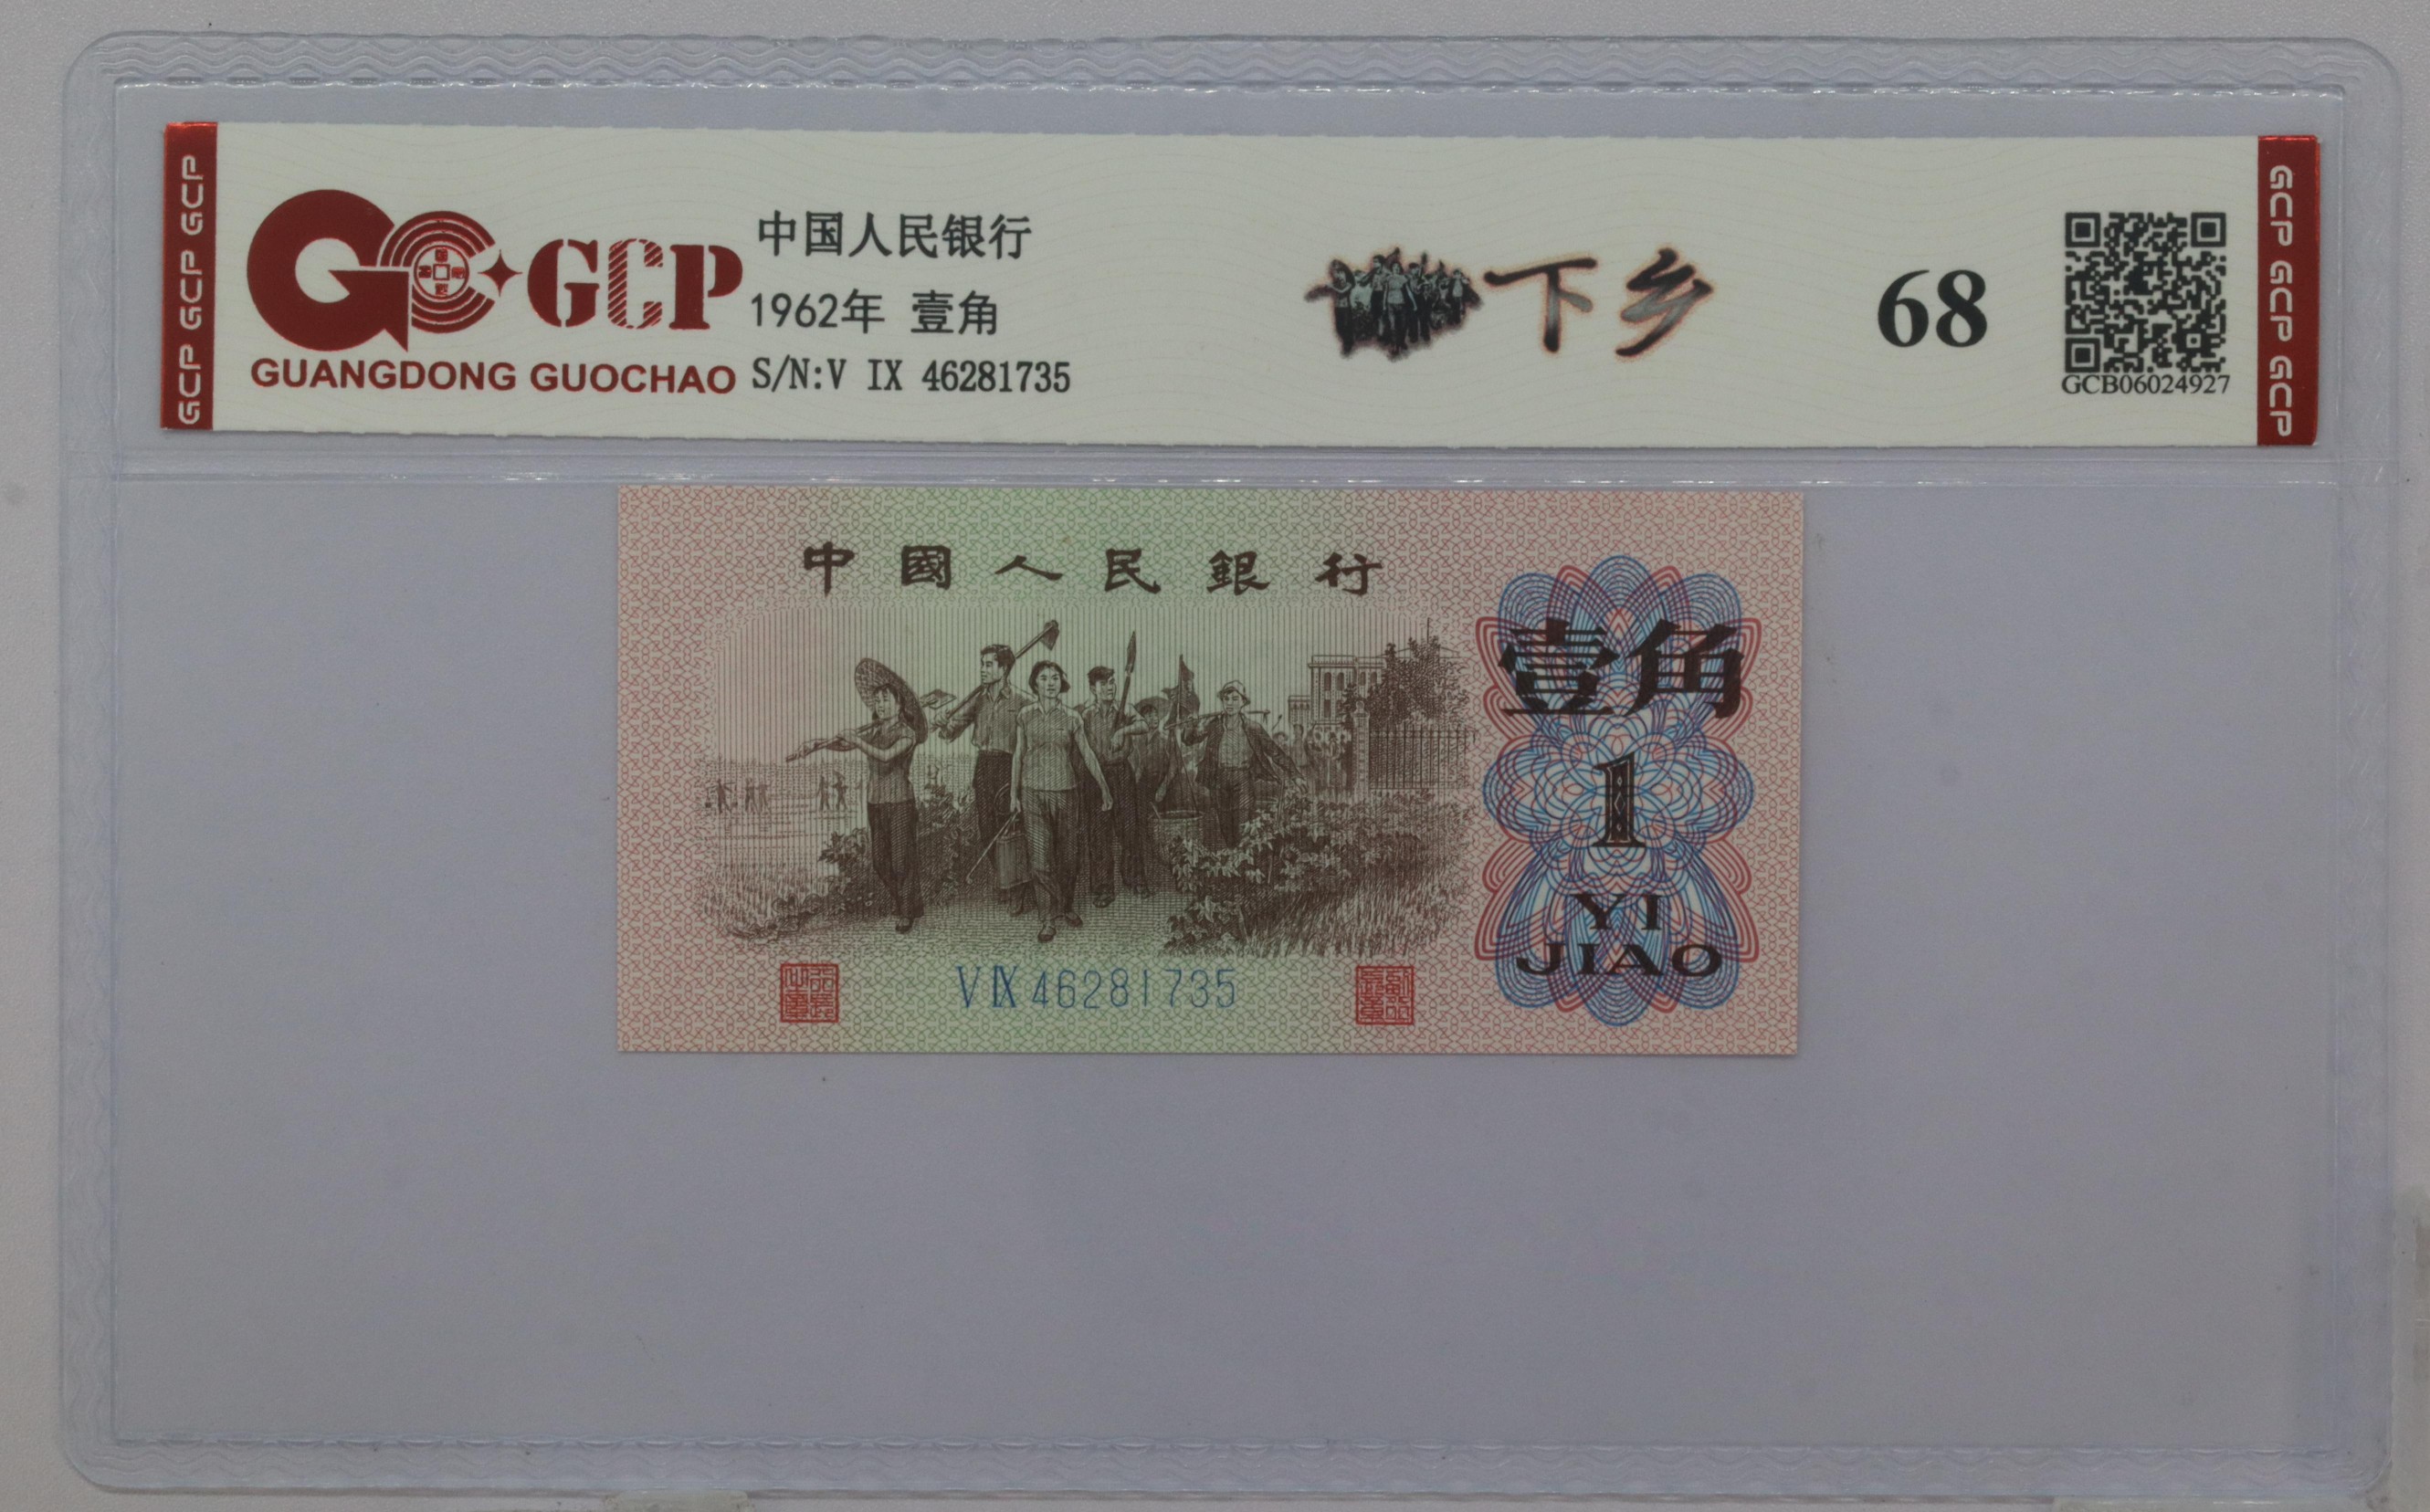 GCP GCP GCP
GCP
GUANGDONG GUOCHAO
中国人民银行
1962年 壹角
S/N:V IX 46281735
下乡
68
GCB06024927
GCP GCP GCP
中國人民銀行
壹角
1
YI
JIAO
V IX 46281735